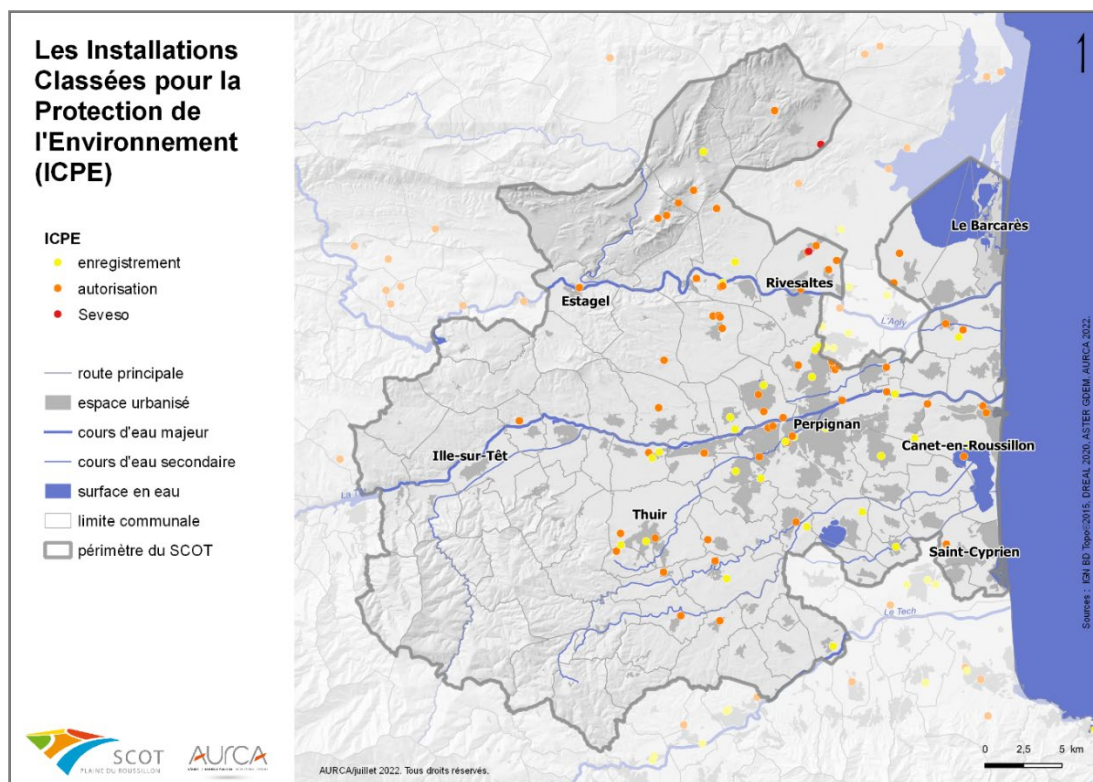 Les Installations
Classées pour la
Protection de
l'Environnement
(ICPE)
ICPE
enregistrement
autorisation
Seveso
route principale
espace urbanisé
cours d'eau majeur
cours d'eau secondaire
surface en eau
limite communale
périmètre du SCOT
SCOT
PLAINE DU ROUSSILLON
AURCA
Le Barcarès
Rivesaltes
Estagel
L'Agly
Perpignan
Ille-sur-Têt
Canet-en-Roussillon
La
Thuir
Saint-Cyprien
Le Tech
0 2,5 5 km
AURCA/juillet 2022. Tous droits réservés.
Sources : IGN BD Topo©2015, DREAL 2020, ASTER GDEM, AURCA 2022.